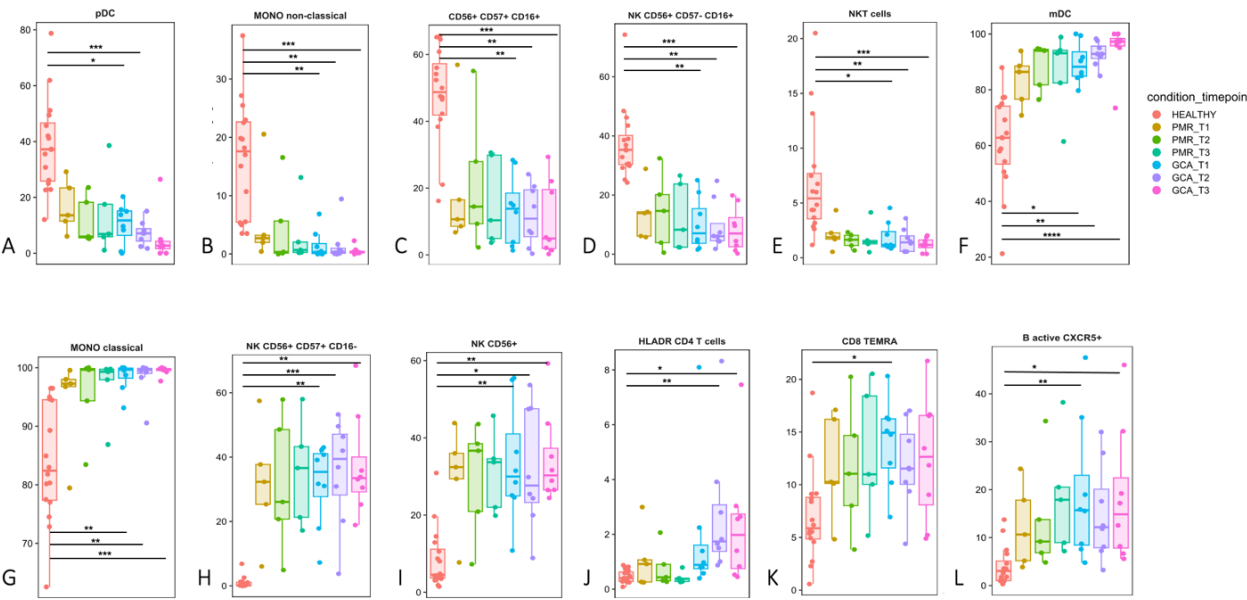 pDC
MONO non-classical
CD56+ CD57+ CD16+
NK CD56+ CD57- CD16+
NKT cells
mDC
80
60
40
20
0
***
*
A
30
20
10
0
***
**
**
B
80
60
40
20
0
***
**
**
C
60
40
20
0
***
**
**
D
20
15
10
5
0
***
**
*
E
100
80
60
40
20
*
**
****
F
condition_timepoin
HEALTHY
PMR_T1
PMR_T2
PMR_T3
GCA_T1
GCA_T2
GCA_T3
MONO classical
NK CD56+ CD57+ CD16-
NK CD56+
HLADR CD4 T cells
CD8 TEMRA
B active CXCR5+
100
90
80
70
**
**
***
G
60
40
20
0
**
***
**
H
60
40
20
0
**
*
**
I
8
6
4
2
0
*
**
J
20
15
10
5
0
*
K
40
30
20
10
0
*
**
L